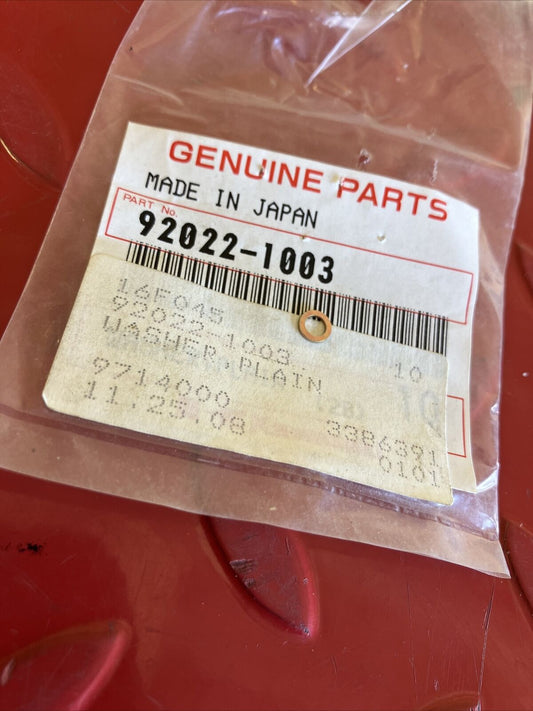 GENUINE PARTS
MADE IN JAPAN
PART No.
92022-1003
16F045
92022-1003 10
WASHER,PLAIN
9714000 3386391
11.25.08 0101